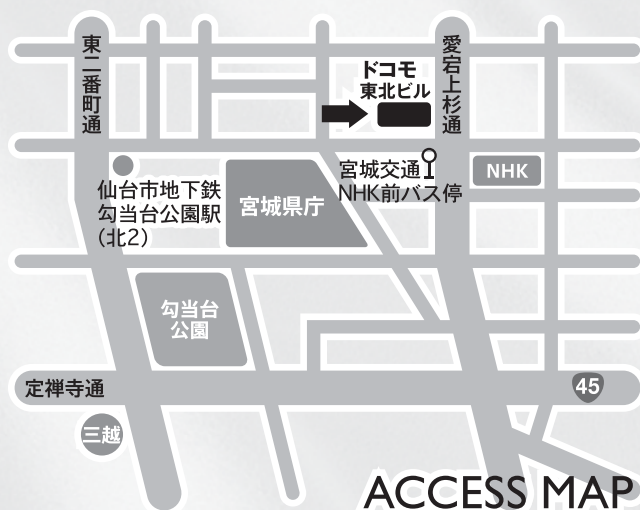 東二番町通
愛宕上杉通
ドコモ
東北ビル
仙台市地下鉄
勾当台公園駅
(北2)
宮城県庁
宮城交通
NHK前バス停
NHK
勾当台
公園
定禅寺通
45
三越
ACCESS MAP